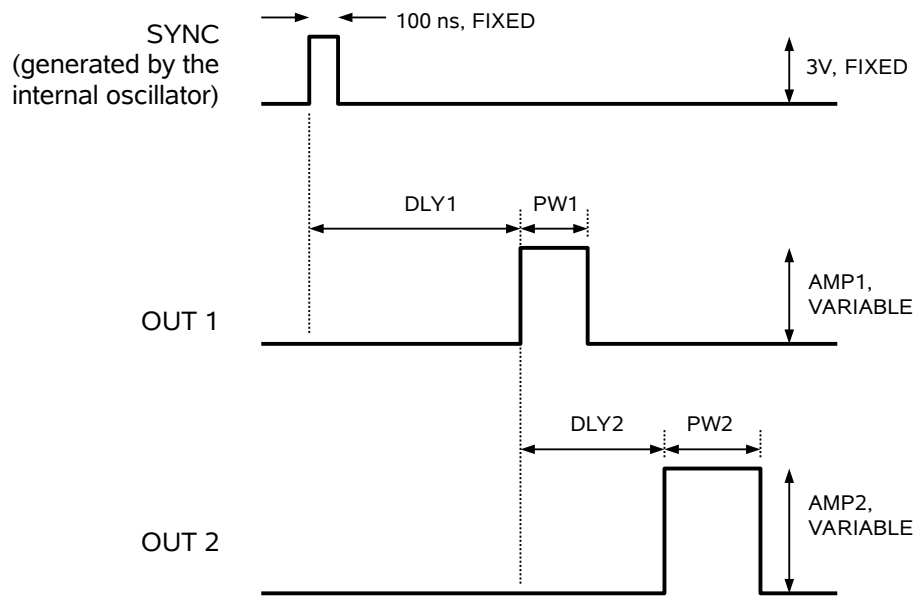 100 ns, FIXED
SYNC
(generated by the
internal oscillator)
3V, FIXED
DLY1
PW1
AMP1,
VARIABLE
OUT 1
DLY2
PW2
AMP2,
VARIABLE
OUT 2